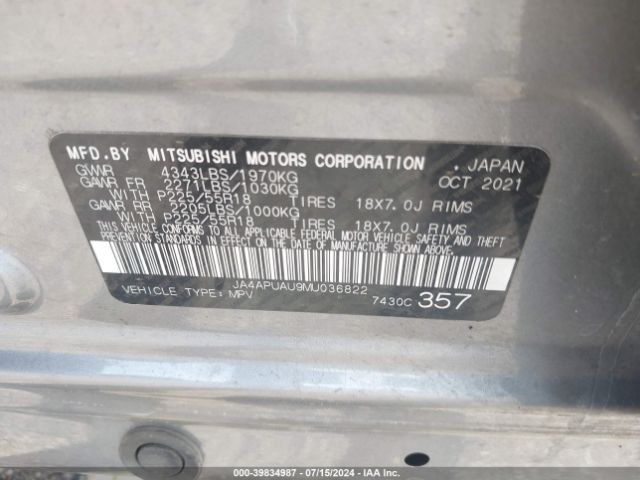 MFD.BY MITSUBISHI MOTORS CORPORATION , JAPAN
GVWR 4343LBS/1970KG OCT 2021
GAWR FR 2271LBS/1030KG
WITH P225/55R18 TIRES 18X7.0J RIMS
GAWR RR 2205LBS/1000KG
WITH P225/55R18 TIRES 18X7.0J RIMS
THIS VEHICLE CONFORMS TO ALL APPLICABLE FEDERAL MOTOR VEHICLE SAFETY AND THEFT
PREVENTION STANDARDS IN EFFECT ON THE DATE OF MANUFACTURE SHOWN ABOVE.
JA4APUAU9MU036822
VEHICLE TYPE: MPV 7430C 357
000-39834987 - 07/15/2024 - IAA Inc.